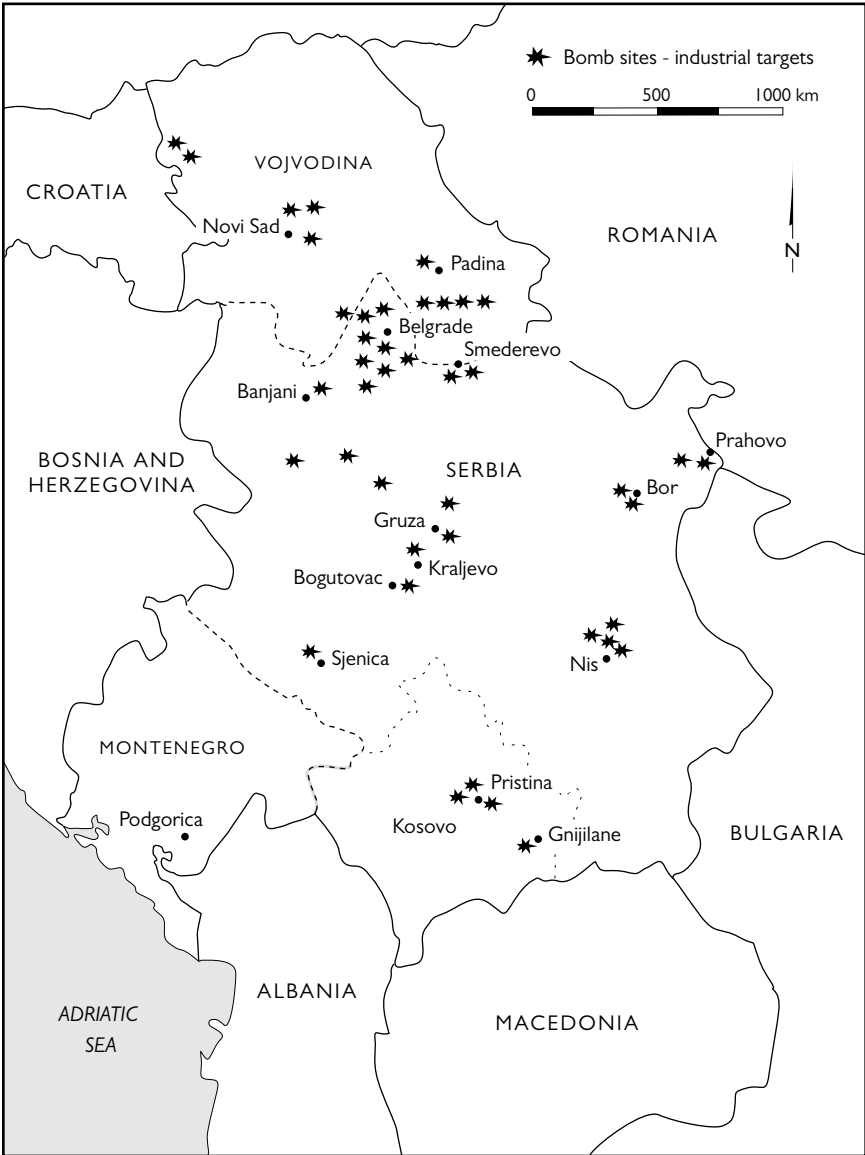 Bomb sites - industrial targets
0 500 1000 km
VOJVODINA
CROATIA
Novi Sad
ROMANIA
N
Padina
Belgrade
Smederevo
Banjani
Prahovo
BOSNIA AND
HERZEGOVINA
SERBIA
Bor
Gruza
Kraljevo
Bogutovac
Sjenica
Nis
MONTENEGRO
Pristina
Podgorica
Kosovo
Gnijilane
BULGARIA
ALBANIA
ADRIATIC
SEA
MACEDONIA